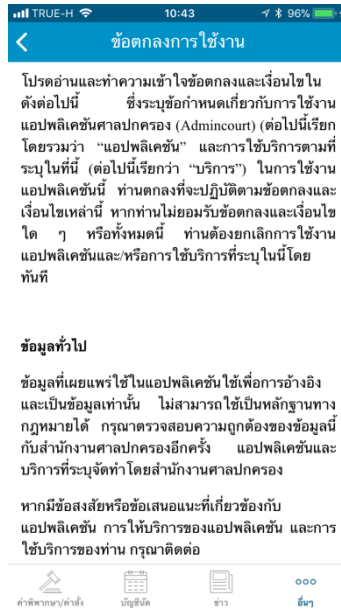 TRUE-H 10:43 96%
ข้อตกลงการใช้งาน
โปรดอ่านและทำความเข้าใจข้อตกลงและเงื่อนไขใน
ดังต่อไปนี้ ซึ่งระบุข้อกำหนดเกี่ยวกับการใช้งาน
แอปพลิเคชันศาลปกครอง (Admincourt) (ต่อไปนี้เรียก
โดยรวมว่า “แอปพลิเคชัน” และการใช้บริการตามที่
ระบุในที่นี้ (ต่อไปนี้เรียกว่า “บริการ”) ในการใช้งาน
แอปพลิเคชันนี้ ท่านตกลงที่จะปฏิบัติตามข้อตกลงและ
เงื่อนไขเหล่านี้ หากท่านไม่ยอมรับข้อตกลงและเงื่อนไข
ใด ๆ หรือทั้งหมดนี้ ท่านต้องยกเลิกการใช้งาน
แอปพลิเคชันและ/หรือการใช้บริการที่ระบุในนี้โดย
ทันที
ข้อมูลทั่วไป
ข้อมูลที่เผยแพร่ใช้ในแอปพลิเคชันใช้เพื่อการอ้างอิง
และเป็นข้อมูลเท่านั้น ไม่สามารถใช้เป็นหลักฐานทาง
กฎหมายได้ กรุณาตรวจสอบความถูกต้องของข้อมูลนี้
กับสำนักงานศาลปกครองอีกครั้ง แอปพลิเคชันและ
บริการที่ระบุจัดทำโดยสำนักงานศาลปกครอง
หากมีข้อสงสัยหรือข้อเสนอแนะที่เกี่ยวข้องกับ
แอปพลิเคชัน การให้บริการของแอปพลิเคชัน และการ
ใช้บริการของท่าน กรุณาติดต่อ
คำพิพากษา/คำสั่ง บัญชีนัด ข่าว อื่นๆ